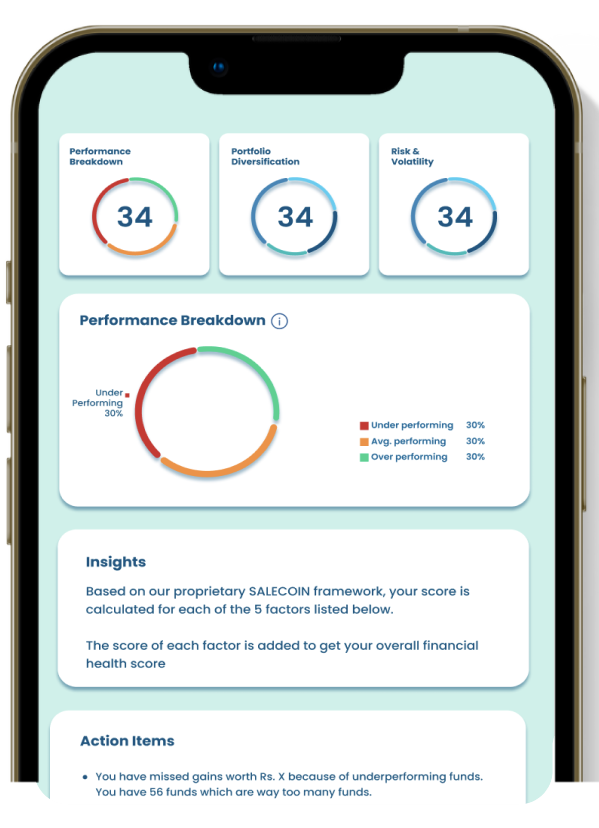 Performance
Breakdown
34
Portfolio
Diversification
34
Risk &
Volatility
34
Performance Breakdown i
Under
Performing
30%
Under performing 30%
Avg. performing 30%
Over performing 30%
Insights
Based on our proprietary SALECOIN framework, your score is
calculated for each of the 5 factors listed below.
The score of each factor is added to get your overall financial
health score
Action Items
• You have missed gains worth Rs. X because of underperforming funds.
You have 56 funds which are way too many funds.